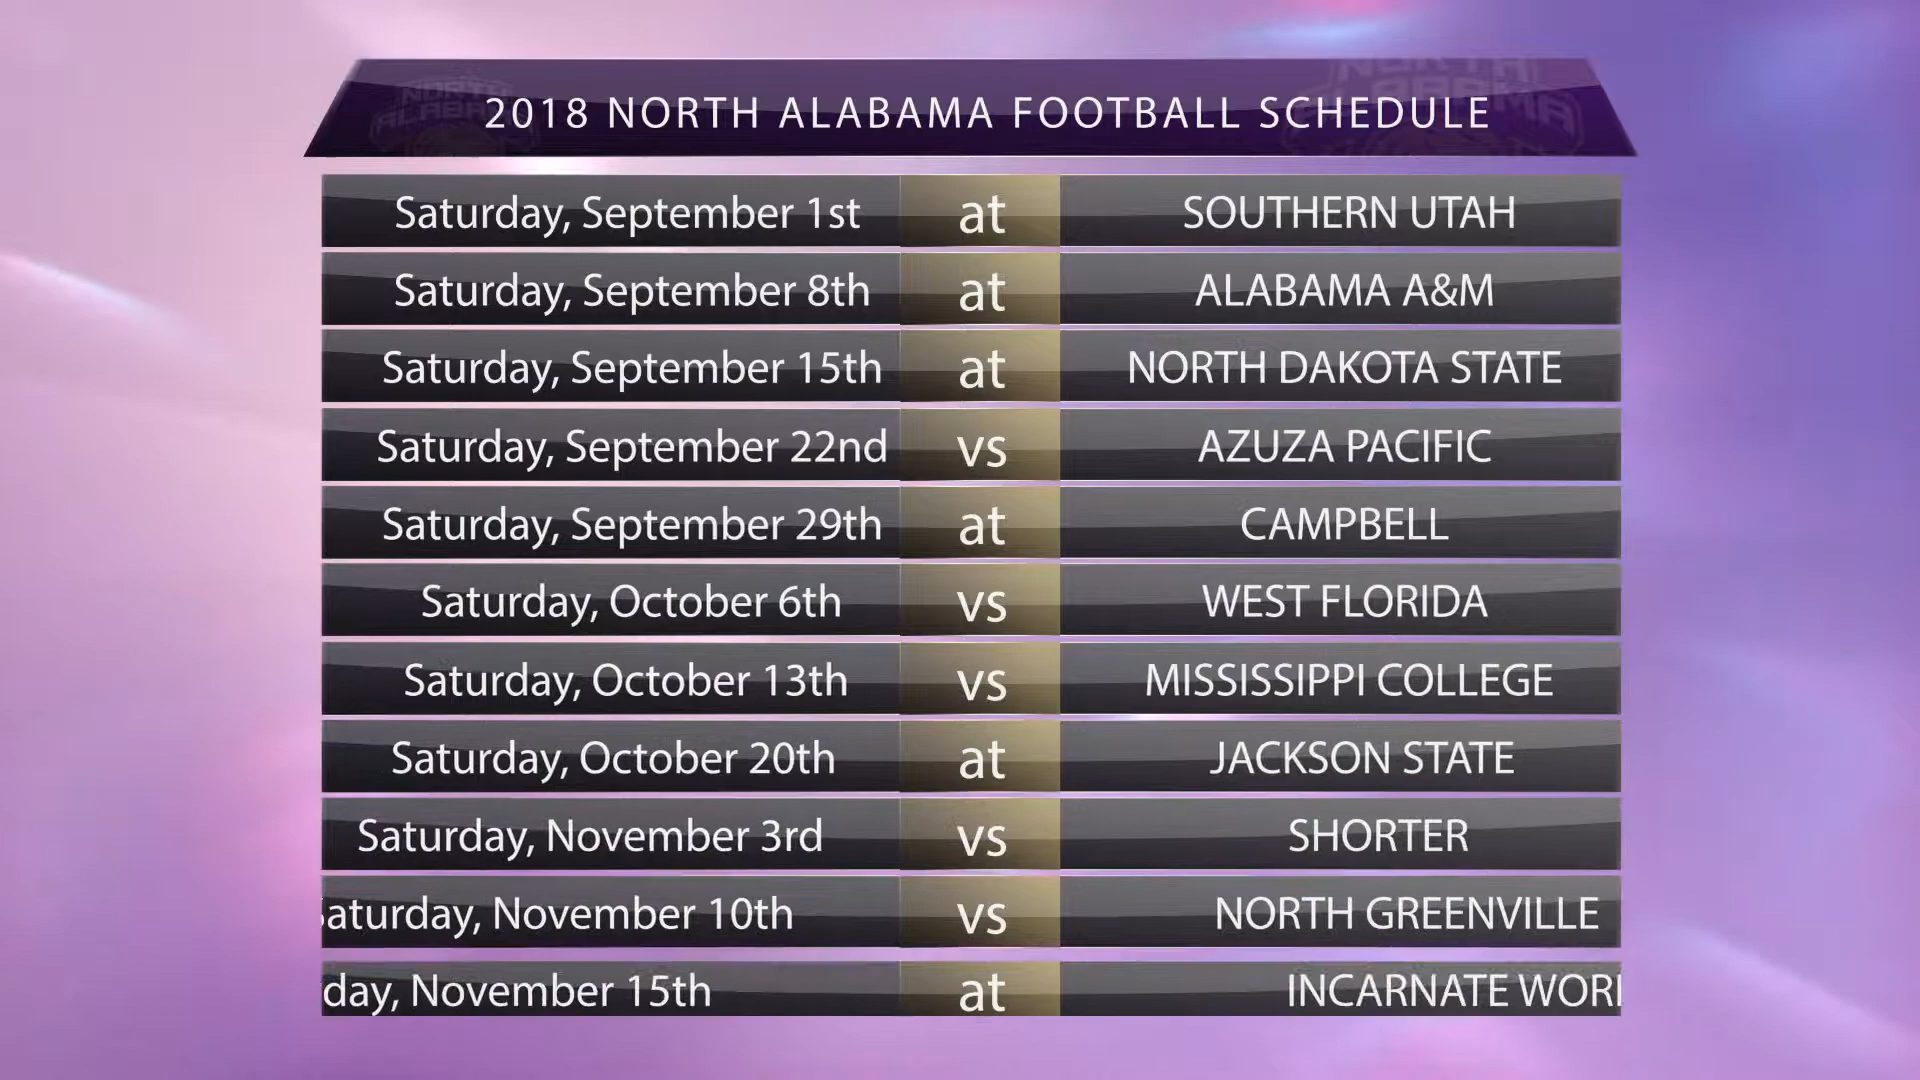 2018 NORTH ALABAMA FOOTBALL SCHEDULE
Saturday, September 1st at SOUTHERN UTAH
Saturday, September 8th at ALABAMA A&M
Saturday, September 15th at NORTH DAKOTA STATE
Saturday, September 22nd vs AZUZA PACIFIC
Saturday, September 29th at CAMPBELL
Saturday, October 6th vs WEST FLORIDA
Saturday, October 13th vs MISSISSIPPI COLLEGE
Saturday, October 20th at JACKSON STATE
Saturday, November 3rd vs SHORTER
aturday, November 10th vs NORTH GREENVILLE
day, November 15th at INCARNATE WOR